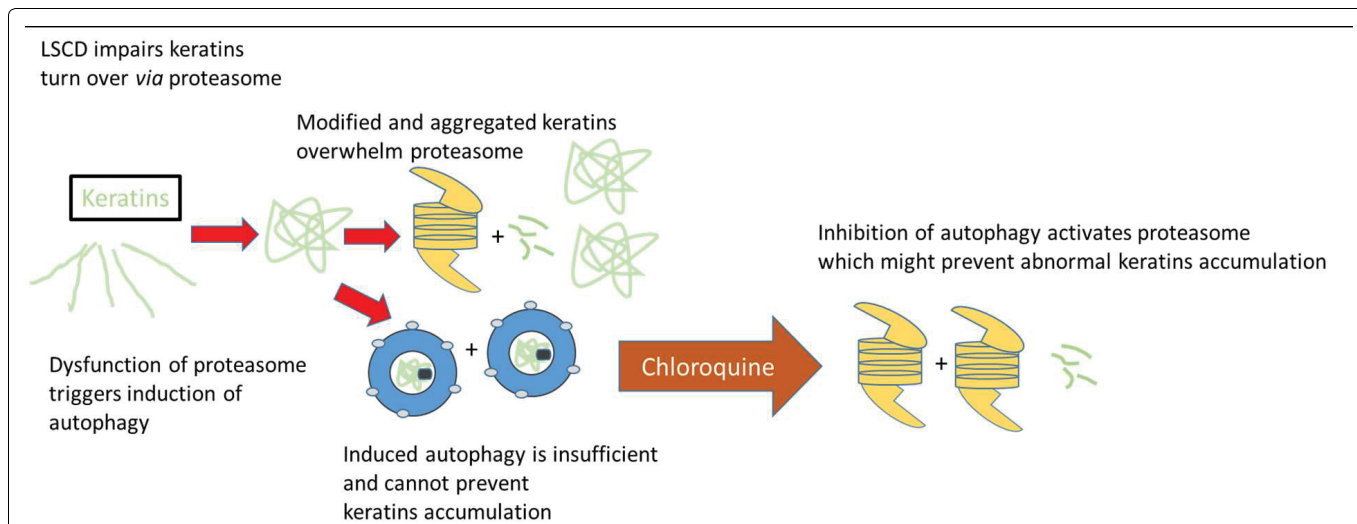 LSCD impairs keratins
turn over via proteasome
Modified and aggregated keratins
overwhelm proteasome
Keratins
+
Inhibition of autophagy activates proteasome
which might prevent abnormal keratins accumulation
Dysfunction of proteasome
triggers induction of
autophagy
+
Chloroquine
+
Induced autophagy is insufficient
and cannot prevent
keratins accumulation